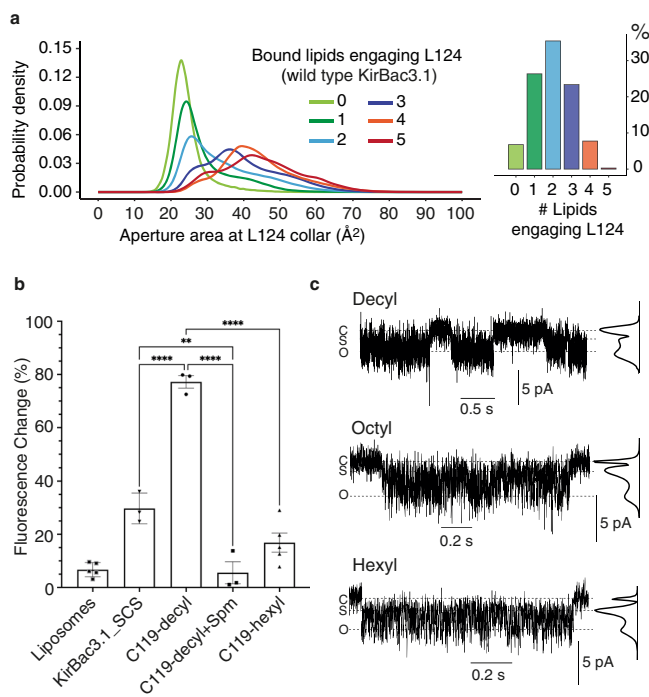 a
Probability density
0.15
0.12
0.09
0.06
0.03
0.00
0 10 20 30 40 50 60 70 80 90 100
Aperture area at L124 collar (Å²)
Bound lipids engaging L124
(wild type KirBac3.1)
0 3
1 4
2 5
%
30
20
10
0
0 1 2 3 4 5
# Lipids
engaging L124
b
Fluorescence Change (%)
100
80
60
40
20
0
****
**
**** ****
Liposomes
KirBac3.1_SCS
C119-decyl
C119-decyl+Spm
C119-hexyl
c
Decyl
C
S
O
0.5 s
5 pA
Octyl
C
S
O
0.2 s
5 pA
Hexyl
C
S
O
0.2 s
5 pA